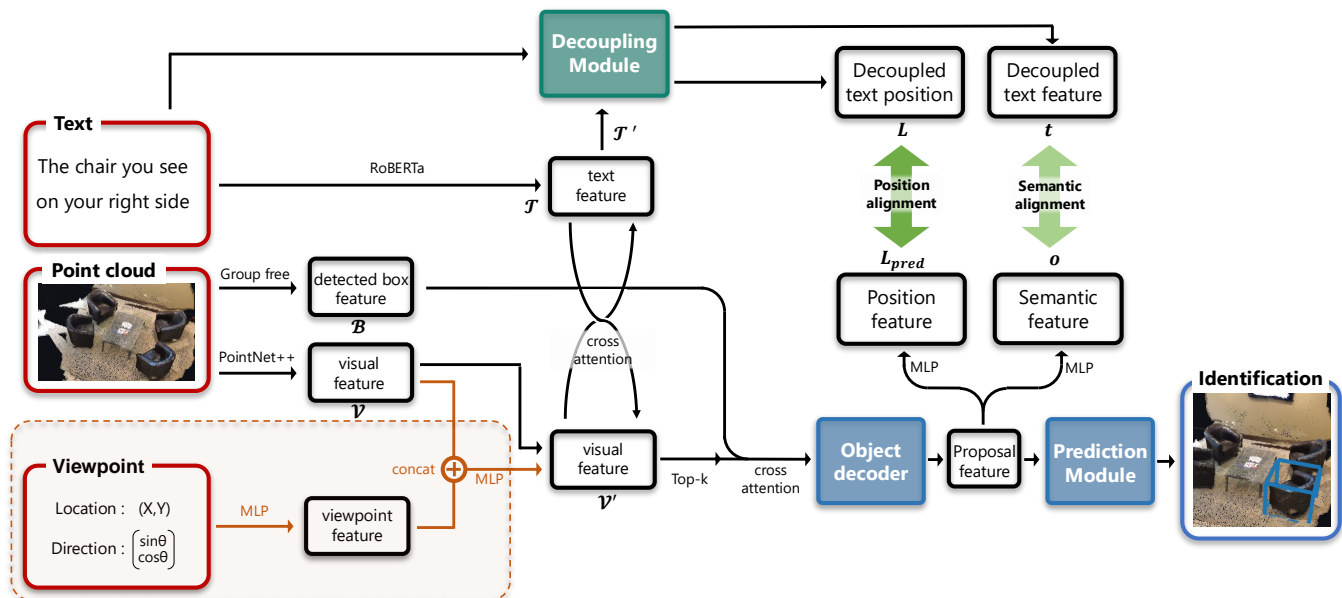 Decoupling
Module
Decoupled
text position
L
Decoupled
text feature
t
Text
The chair you see
on your right side
RoBERTa
𝒯
text
feature
𝒯 ′
Position
alignment
Semantic
alignment
Point cloud
Group free
detected box
feature
ℬ
PointNet++
visual
feature
𝒱
cross
attention
L_pred
Position
feature
o
Semantic
feature
MLP
MLP
Viewpoint
Location : (X,Y)
Direction : (sinθ
cosθ)
MLP
viewpoint
feature
concat
MLP
visual
feature
𝒱′
Top-k
cross
attention
Object
decoder
Proposal
feature
Prediction
Module
Identification